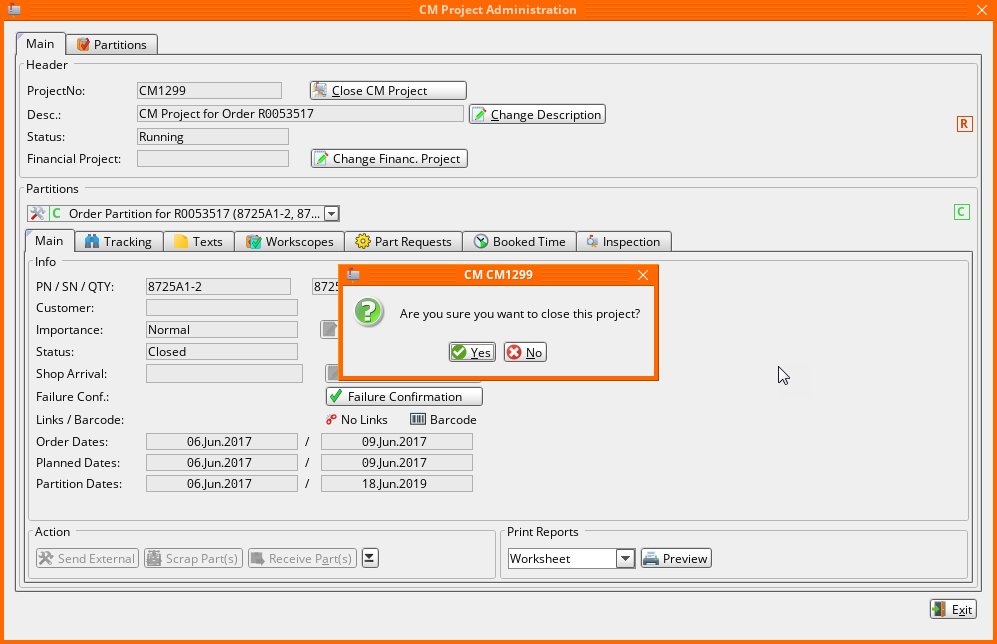 CM Project Administration
Main Partitions
Header
ProjectNo: CM1299 Close CM Project
Desc.: CM Project for Order R0053517 Change Description
R
Status: Running
Financial Project: Change Financ. Project
Partitions
C Order Partition for R0053517 (8725A1-2, 87... C
Main Tracking Texts Workscopes Part Requests Booked Time Inspection
Info
PN / SN / QTY: 8725A1-2
Customer:
Importance: Normal
Status: Closed
Shop Arrival:
CM CM1299
Are you sure you want to close this project?
Yes No
Failure Conf.: Failure Confirmation
Links / Barcode: No Links Barcode
Order Dates: 06.Jun.2017 / 09.Jun.2017
Planned Dates: 06.Jun.2017 / 09.Jun.2017
Partition Dates: 06.Jun.2017 / 18.Jun.2019
Action Print Reports
Send External Scrap Part(s) Receive Part(s) Worksheet Preview
Exit